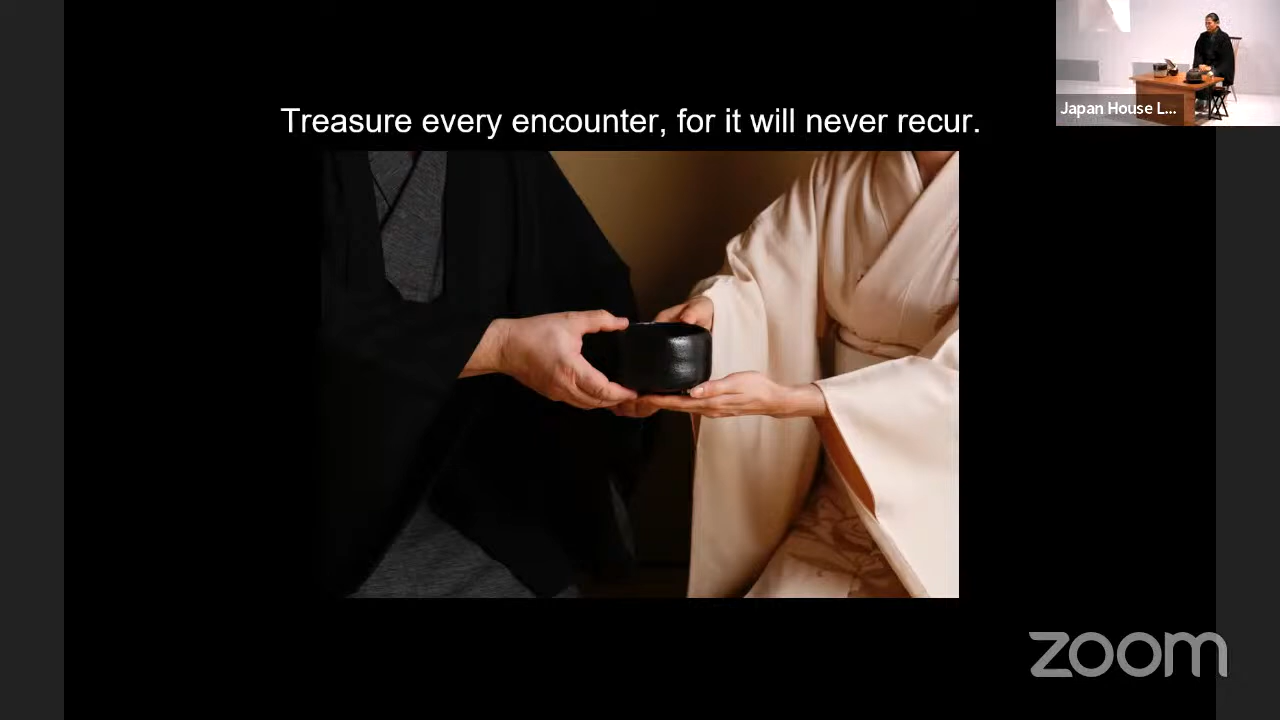 Treasure every encounter, for it will never recur.
Japan House L...
zoom